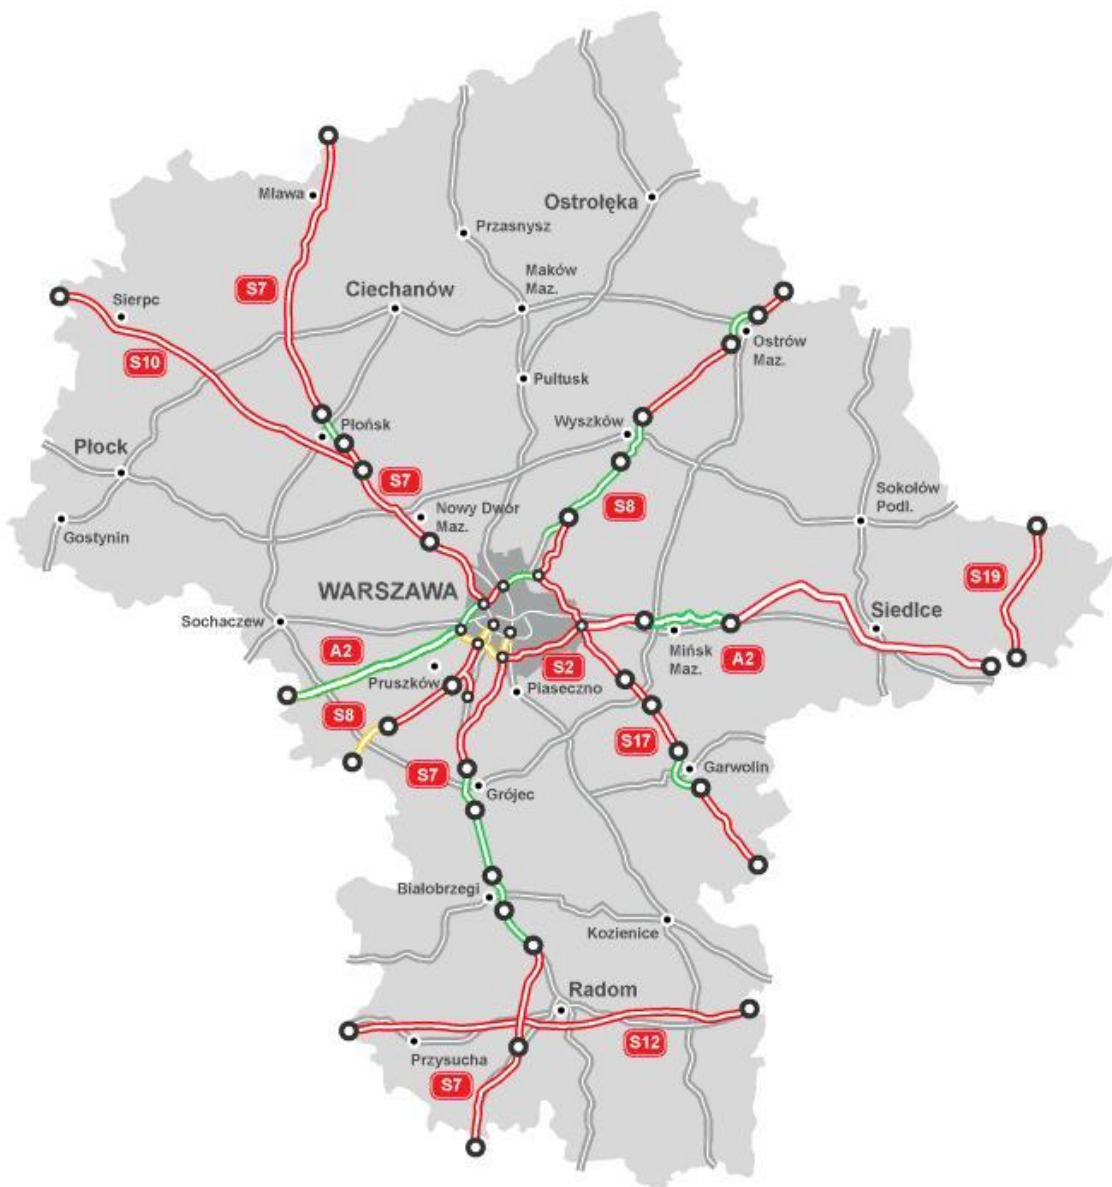 Mława
Ostrołęka
Przasnysz
Maków
Maz.
S7
Ciechanów
Sierpc
S10
Ostrów
Maz.
Pułtusk
Płońsk
Wyszków
Płock
S7
S8
Nowy Dwór
Maz.
Sokołów
Podl.
Gostynin
S19
WARSZAWA
Siedlce
Sochaczew
Mińsk
Maz.
A2
A2
S2
Pruszków
Piaseczno
S8
S17
Garwolin
S7
Grójec
Białobrzegi
Kozienice
Radom
S12
Przysucha
S7